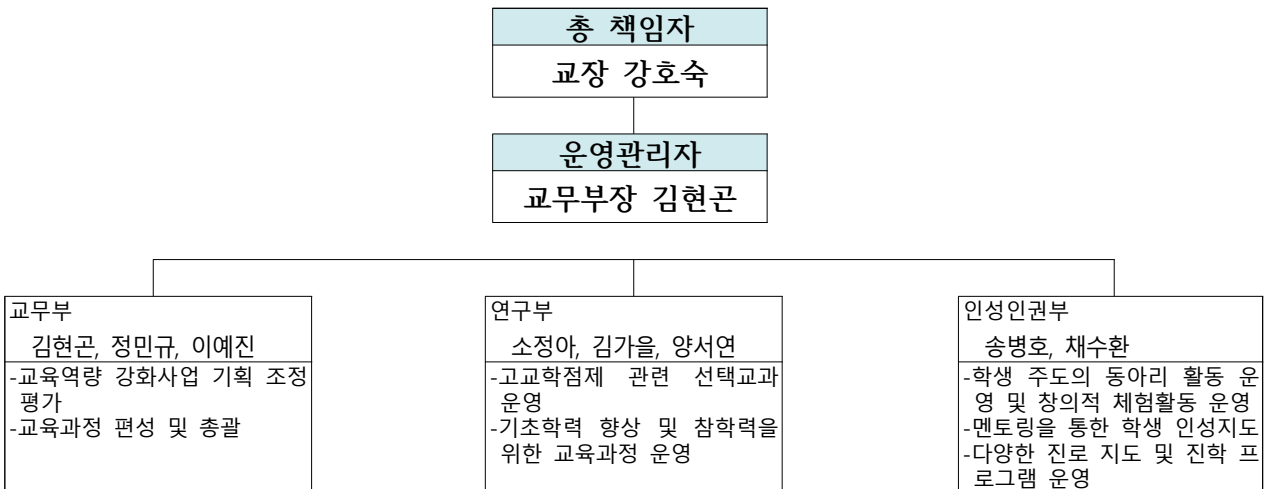 총 책임자
교장 강호숙
운영관리자
교무부장 김현곤
교무부
김현곤, 정민규, 이예진
-교육역량 강화사업 기획 조정
평가
-교육과정 편성 및 총괄
연구부
소정아, 김가을, 양서연
-고교학점제 관련 선택교과
운영
-기초학력 향상 및 참학력을
위한 교육과정 운영
인성인권부
송병호, 채수환
-학생 주도의 동아리 활동 운
영 및 창의적 체험활동 운영
-멘토링을 통한 학생 인성지도
-다양한 진로 지도 및 진학 프
로그램 운영